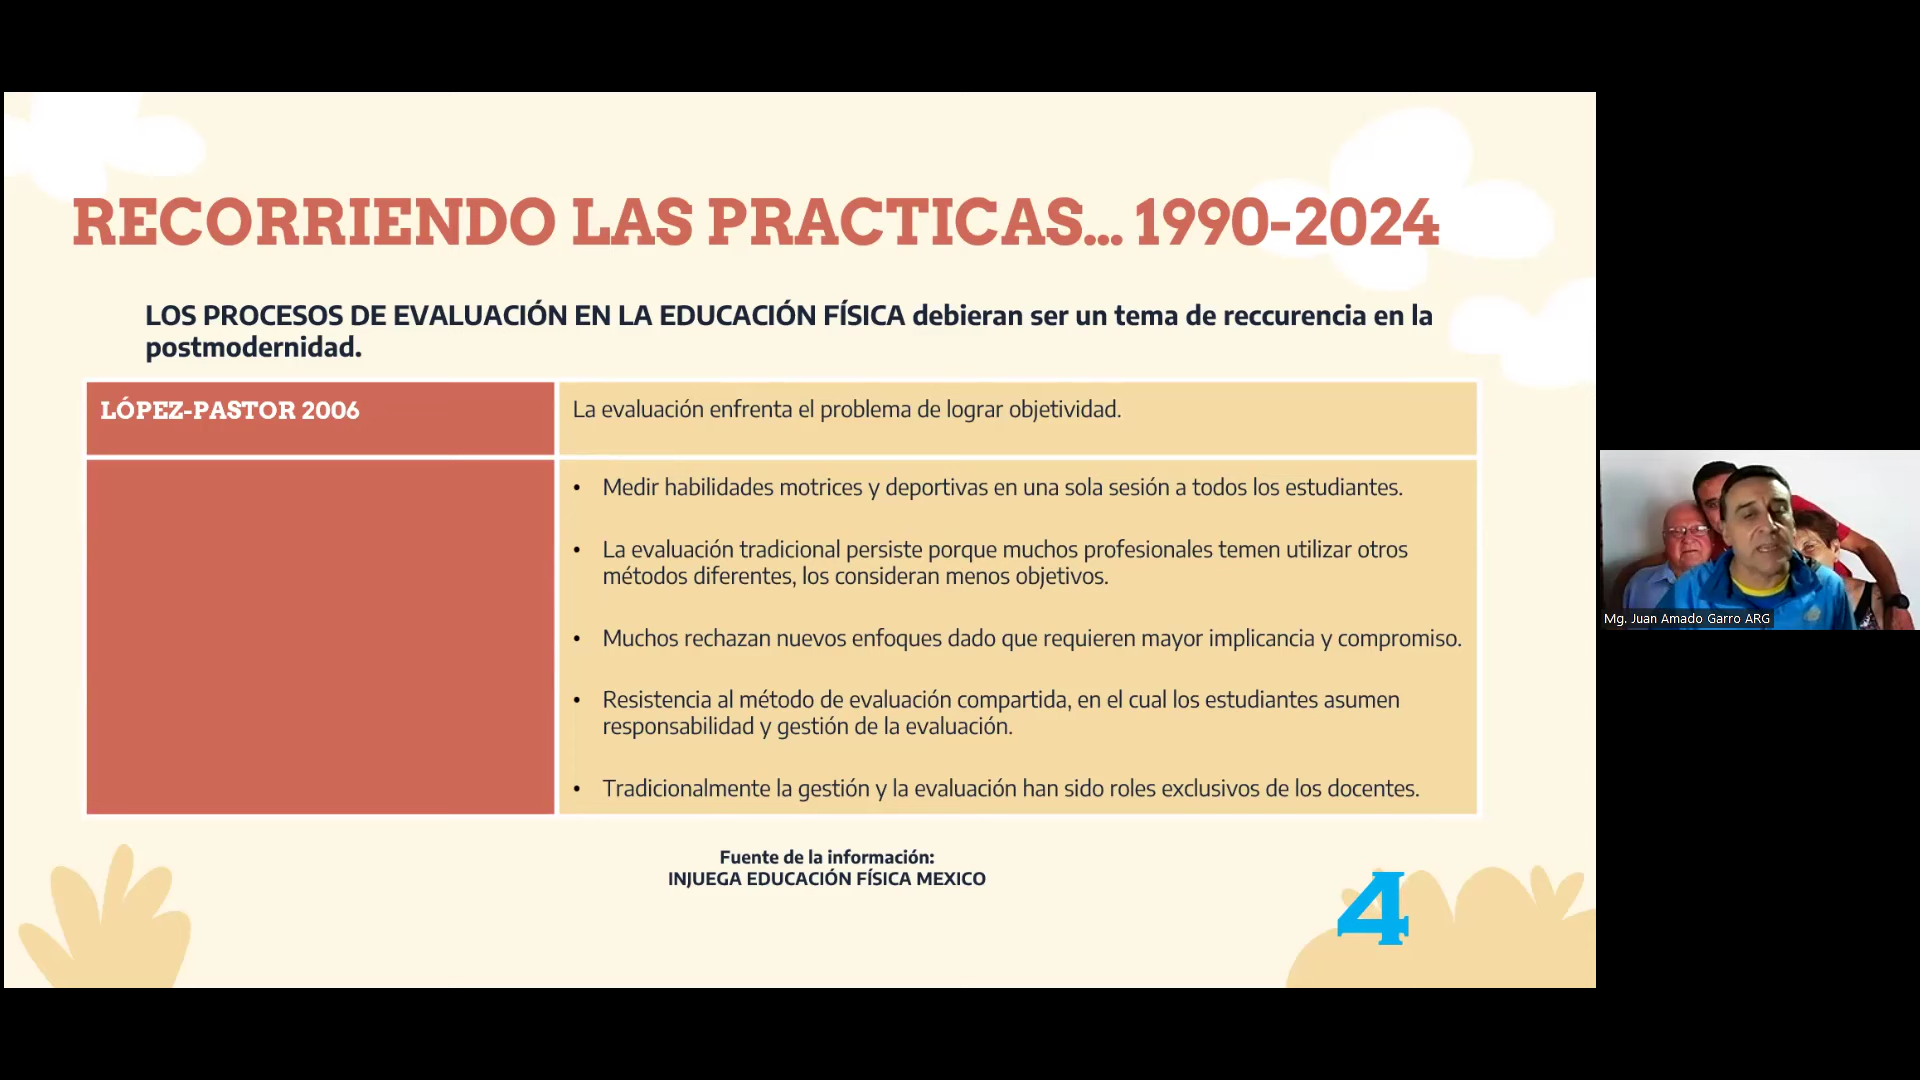 RECORRIENDO LAS PRACTICAS... 1990-2024
LOS PROCESOS DE EVALUACIÓN EN LA EDUCACIÓN FÍSICA debieran ser un tema de reccurencia en la
postmodernidad.
LÓPEZ-PASTOR 2006
La evaluación enfrenta el problema de lograr objetividad.
• Medir habilidades motrices y deportivas en una sola sesión a todos los estudiantes.
• La evaluación tradicional persiste porque muchos profesionales temen utilizar otros
métodos diferentes, los consideran menos objetivos.
• Muchos rechazan nuevos enfoques dado que requieren mayor implicancia y compromiso.
• Resistencia al método de evaluación compartida, en el cual los estudiantes asumen
responsabilidad y gestión de la evaluación.
• Tradicionalmente la gestión y la evaluación han sido roles exclusivos de los docentes.
Fuente de la información:
INJUEGA EDUCACIÓN FÍSICA MEXICO
4
Mg. Juan Amado Garro ARG